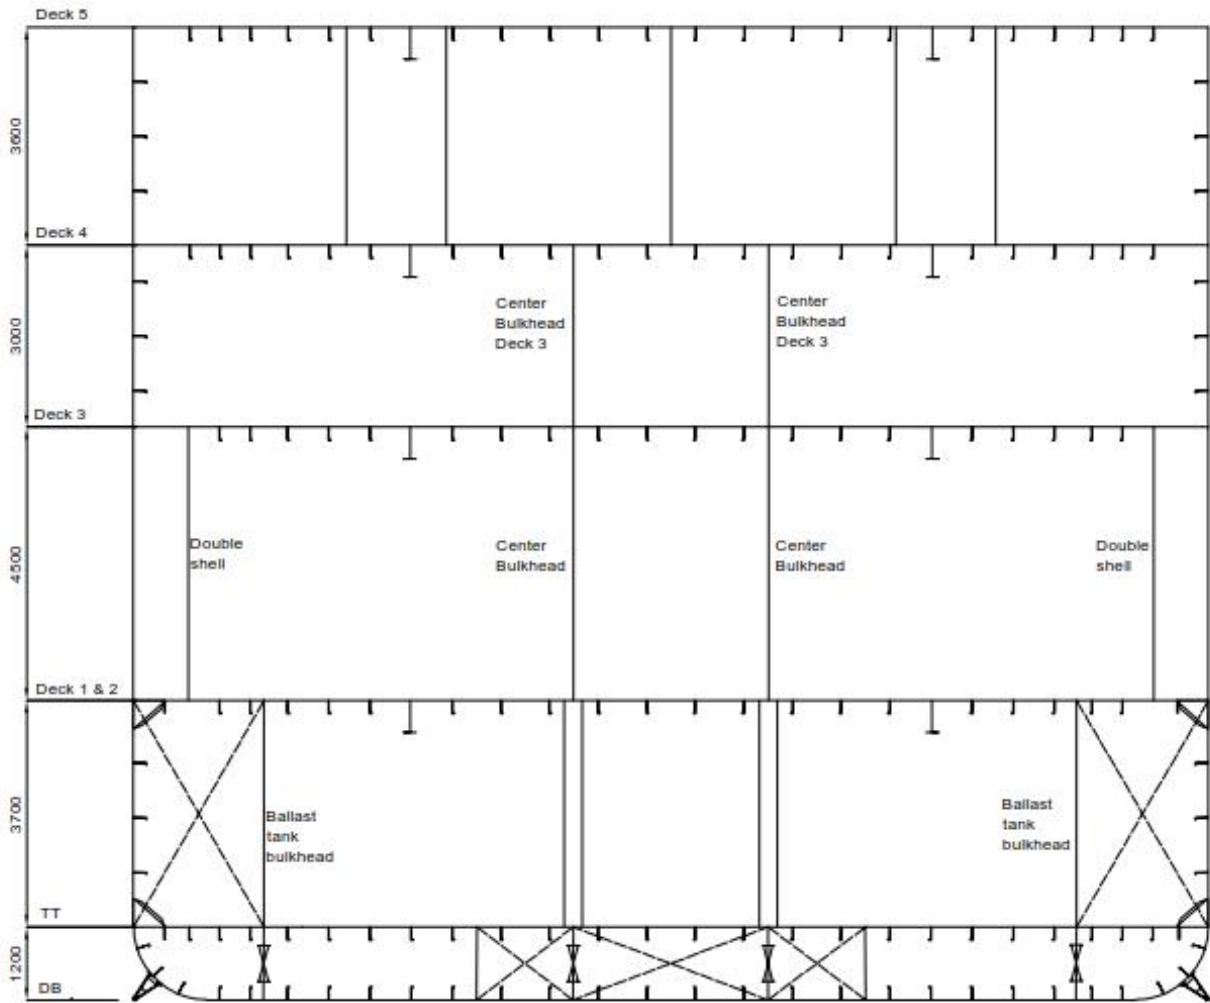 Deck 5
3600
Deck 4
Center
Bulkhead
Deck 3
Center
Bulkhead
Deck 3
3000
Deck 3
Double
shell
Center
Bulkhead
Center
Bulkhead
Double
shell
4500
Deck 1 & 2
Ballast
tank
bulkhead
Ballast
tank
bulkhead
3700
TT
1200
DB